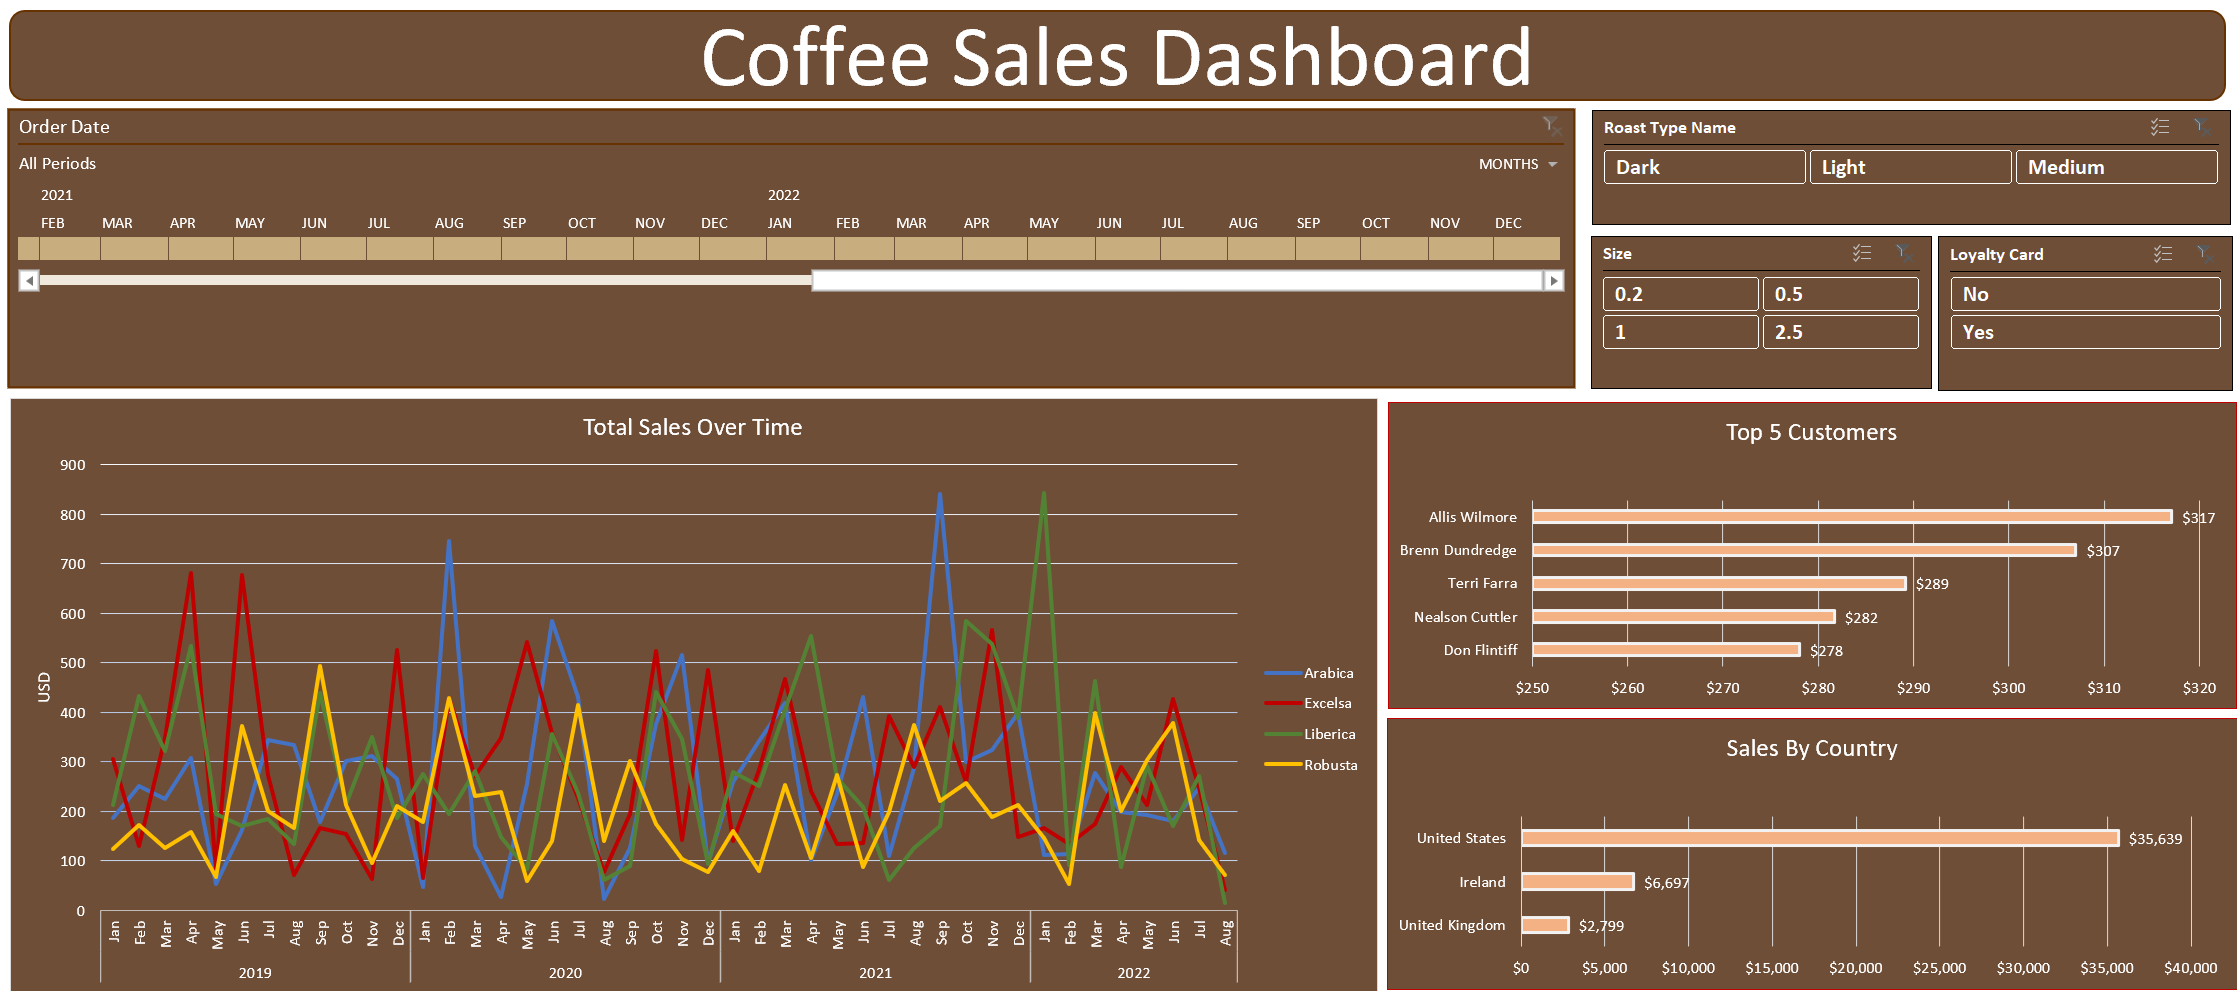 Coffee Sales Dashboard
Order Date
All Periods
MONTHS
2021 2022
FEB MAR APR MAY JUN JUL AUG SEP OCT NOV DEC JAN FEB MAR APR MAY JUN JUL AUG SEP OCT NOV DEC
Roast Type Name
Dark Light Medium
Size
0.2 0.5
1 2.5
Loyalty Card
No
Yes
Total Sales Over Time
900
800
700
600
500
400
300
200
100
0
USD
Jan Feb Mar Apr May Jun Jul Aug Sep Oct Nov Dec Jan Feb Mar Apr May Jun Jul Aug Sep Oct Nov Dec Jan Feb Mar Apr May Jun Jul Aug Sep Oct Nov Dec Jan Feb Mar Apr May Jun Jul Aug
2019 2020 2021 2022
Arabica
Excelsa
Liberica
Robusta
Top 5 Customers
Allis Wilmore $317
Brenn Dundredge $307
Terri Farra $289
Nealson Cuttler $282
Don Flintiff $278
$250 $260 $270 $280 $290 $300 $310 $320
Sales By Country
United States $35,639
Ireland $6,697
United Kingdom $2,799
$0 $5,000 $10,000 $15,000 $20,000 $25,000 $30,000 $35,000 $40,000